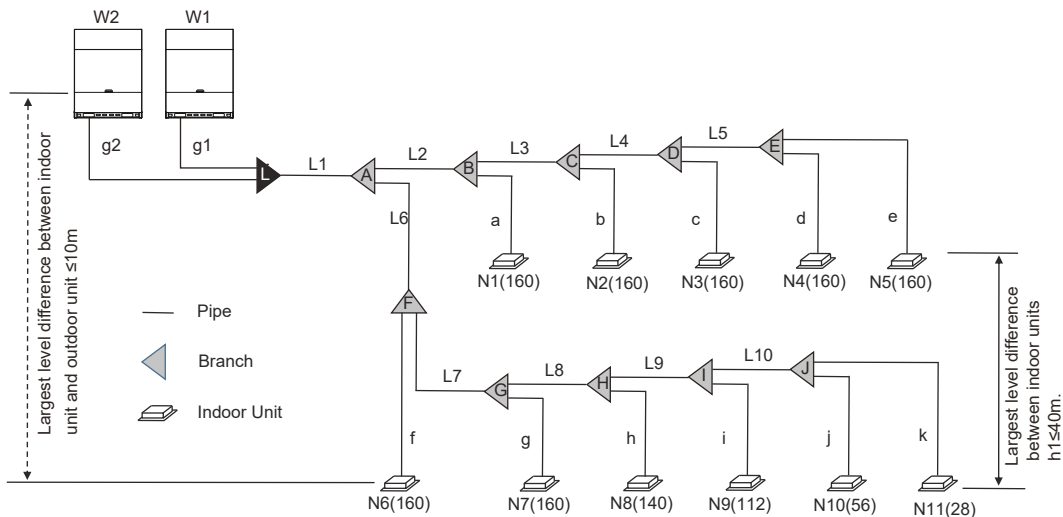 W2 W1
g2 g1
L L1 A L2 B L3 C L4 D L5 E
L6 a b c d e
N1(160) N2(160) N3(160) N4(160) N5(160)
Largest level difference between indoor
unit and outdoor unit ≤10m
Pipe
Branch
Indoor Unit
F
L7 G L8 H L9 I L10 J
f g h i j k
N6(160) N7(160) N8(140) N9(112) N10(56) N11(28)
Largest level difference
between indoor units
h1≤40m.